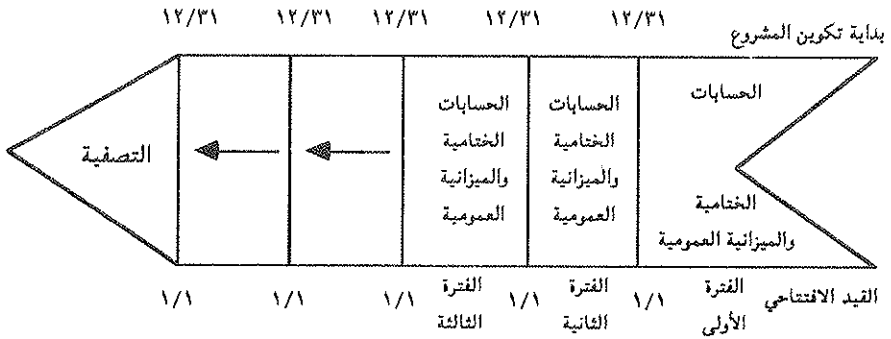 ١٢/٣١ ١٢/٣١ ١٢/٣١ ١٢/٣١ ١٢/٣١
بداية تكوين المشروع
الحسابات
الختامية
والميزانية العمومية
الحسابات
الختامية
والميزانية
العمومية
الحسابات
الختامية
والميزانية
العمومية
التصفية
القيد الافتتاحي
الفترة
الأولى
١/١
الفترة
الثانية
١/١
الفترة
الثالثة
١/١
١/١
١/١